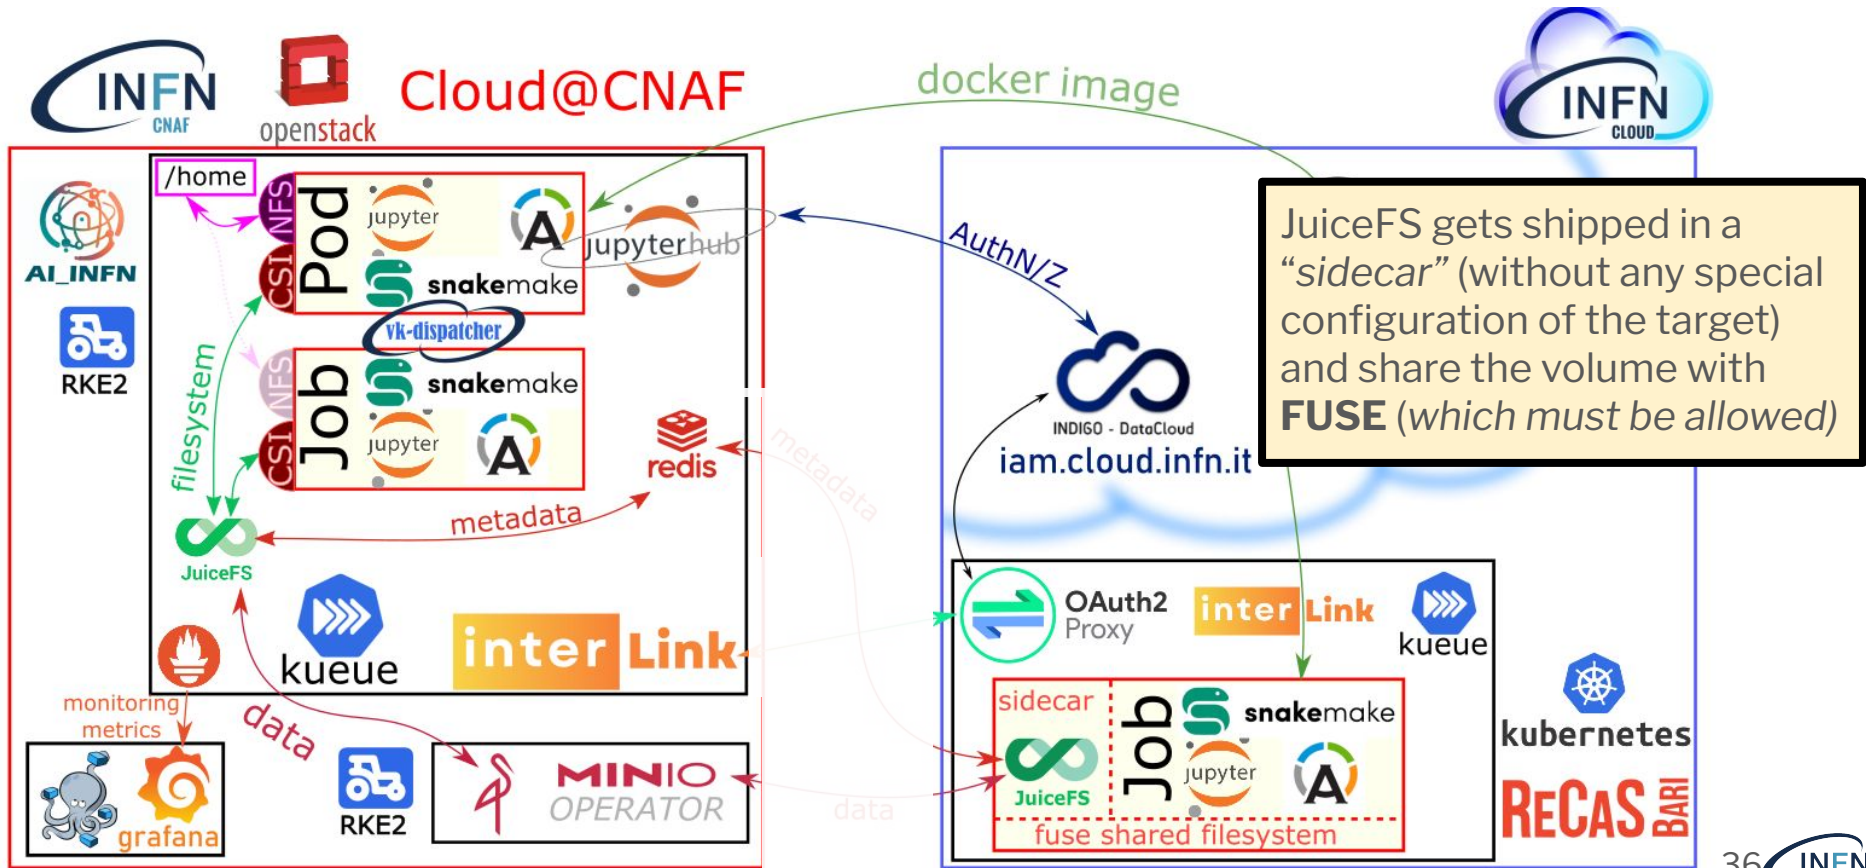 INFN
CNAF
openstack
Cloud@CNAF
docker image
INFN
CLOUD
/home
NFS
CSI
Pod
jupyter
A
snakemake
jupyterhub
AI_INFN
RKE2
vk-dispatcher
NFS
CSI
Job
snakemake
jupyter
A
filesystem
redis
metadata
JuiceFS
kueue
inter Link
monitoring
metrics
data
grafana
RKE2
MINIO
OPERATOR
metadata
data
AuthN/Z
INDIGO - DataCloud
iam.cloud.infn.it
JuiceFS gets shipped in a
“sidecar” (without any special
configuration of the target)
and share the volume with
FUSE (which must be allowed)
OAuth2
Proxy
inter Link
kueue
sidecar
JuiceFS
Job
snakemake
jupyter
A
fuse shared filesystem
kubernetes
ReCaS
BARI
36
INFN